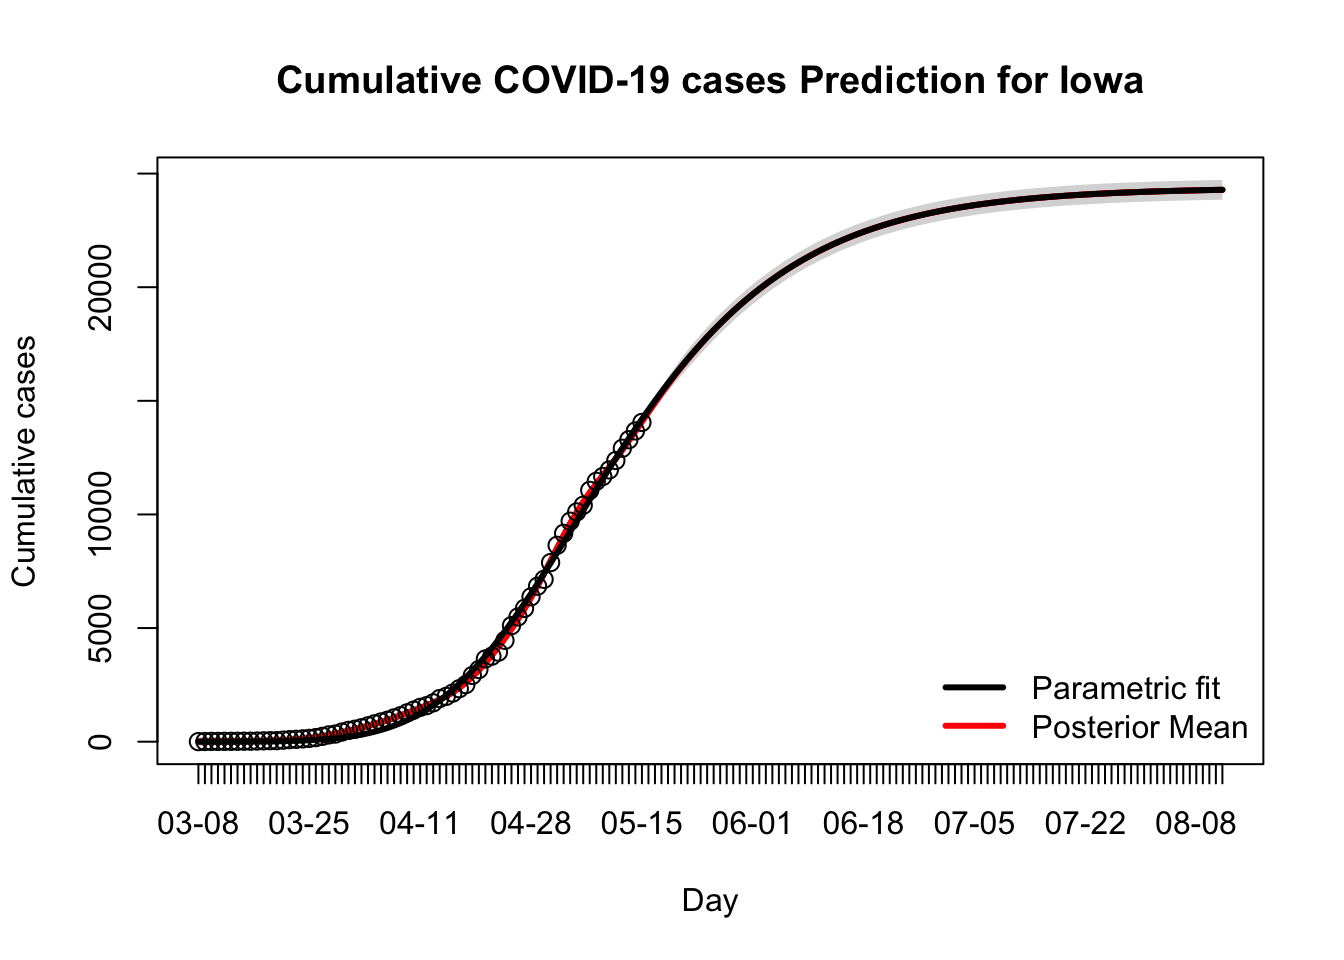 Cumulative COVID-19 cases Prediction for Iowa
Cumulative cases
20000
10000
5000
0
Parametric fit
Posterior Mean
03-08 03-25 04-11 04-28 05-15 06-01 06-18 07-05 07-22 08-08
Day